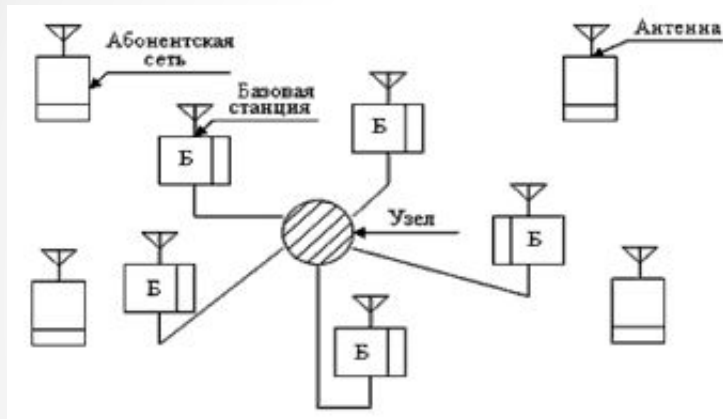 Абонентская
сеть
Антенна
Базовая
станция
Б
Б
Узел
Б
Б
Б